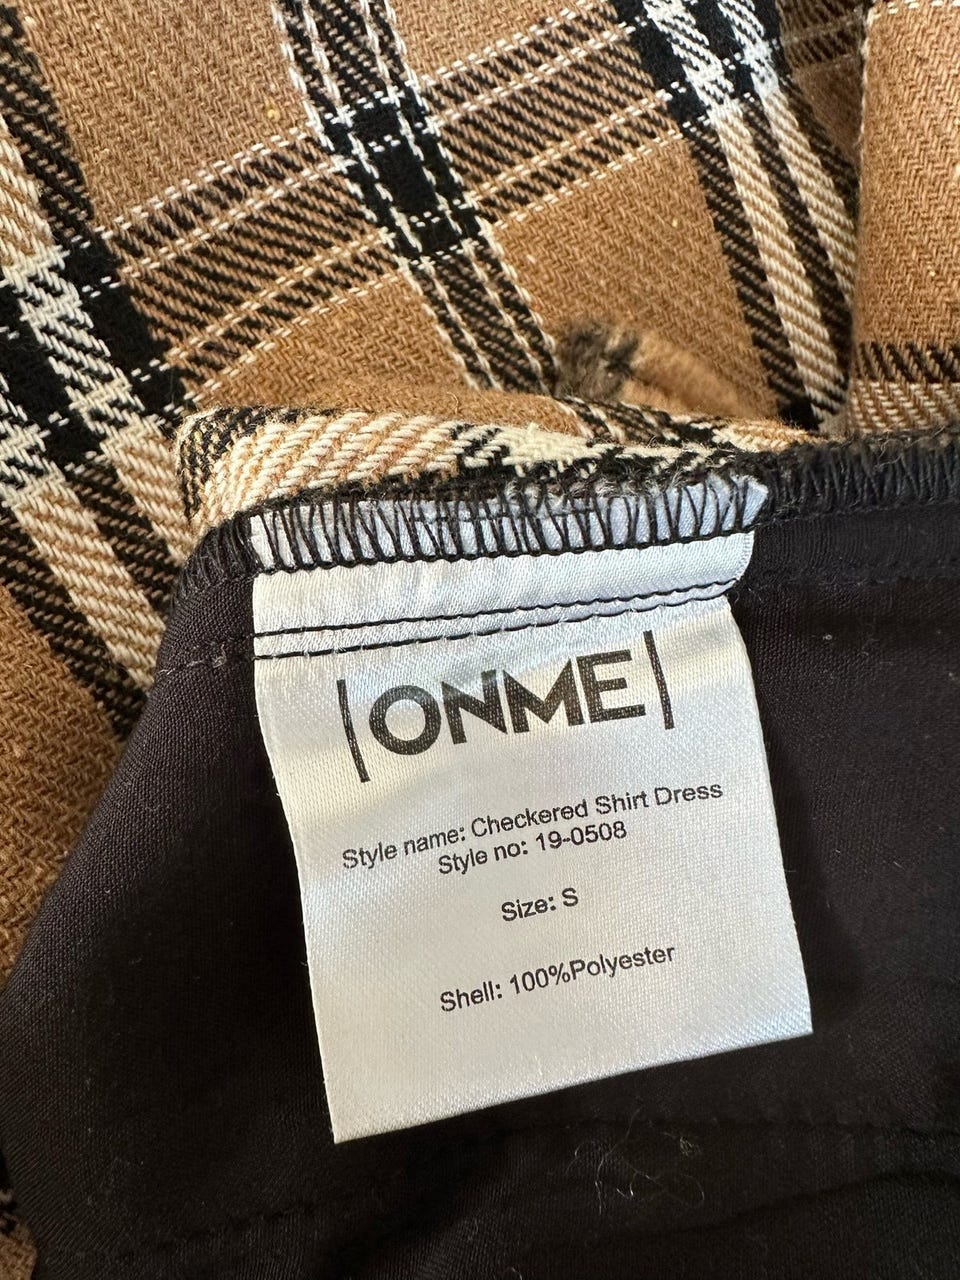 |ONME|
Style name: Checkered Shirt Dress
Style no: 19-0508
Size: S
Shell: 100%Polyester